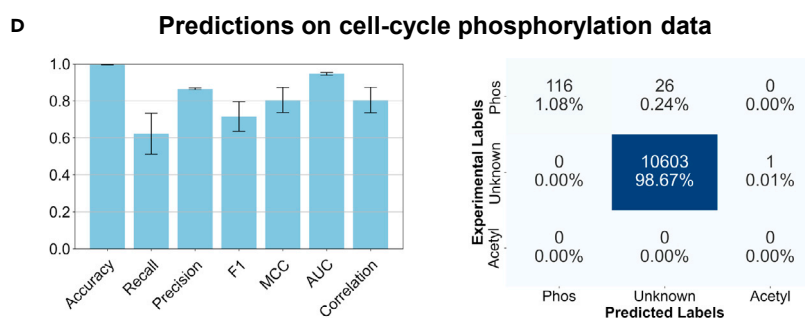 D
Predictions on cell-cycle phosphorylation data
1.0
0.8
0.6
0.4
0.2
0.0
Accuracy
Recall
Precision
F1
MCC
AUC
Correlation
Experimental Labels
Phos
116 26 0
1.08% 0.24% 0.00%
Unknown
0 10603 1
0.00% 98.67% 0.01%
Acetyl
0 0 0
0.00% 0.00% 0.00%
Phos Unknown Acetyl
Predicted Labels